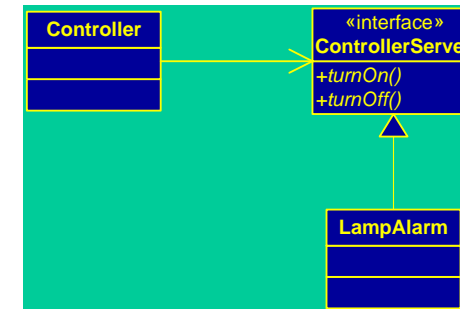 Controller
«interface»
ControllerServe
+turnOn()
+turnOff()
LampAlarm